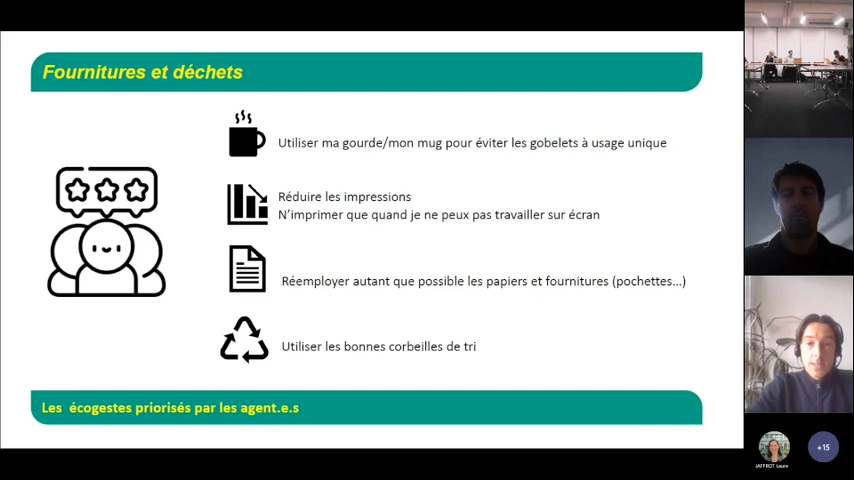 Fournitures et déchets
Utiliser ma gourde/mon mug pour éviter les gobelets à usage unique
Réduire les impressions
N’imprimer que quand je ne peux pas travailler sur écran
Réemployer autant que possible les papiers et fournitures (pochettes…)
Utiliser les bonnes corbeilles de tri
Les  écogestes priorisés par les agent.e.s
JAFFROT Laure
+15